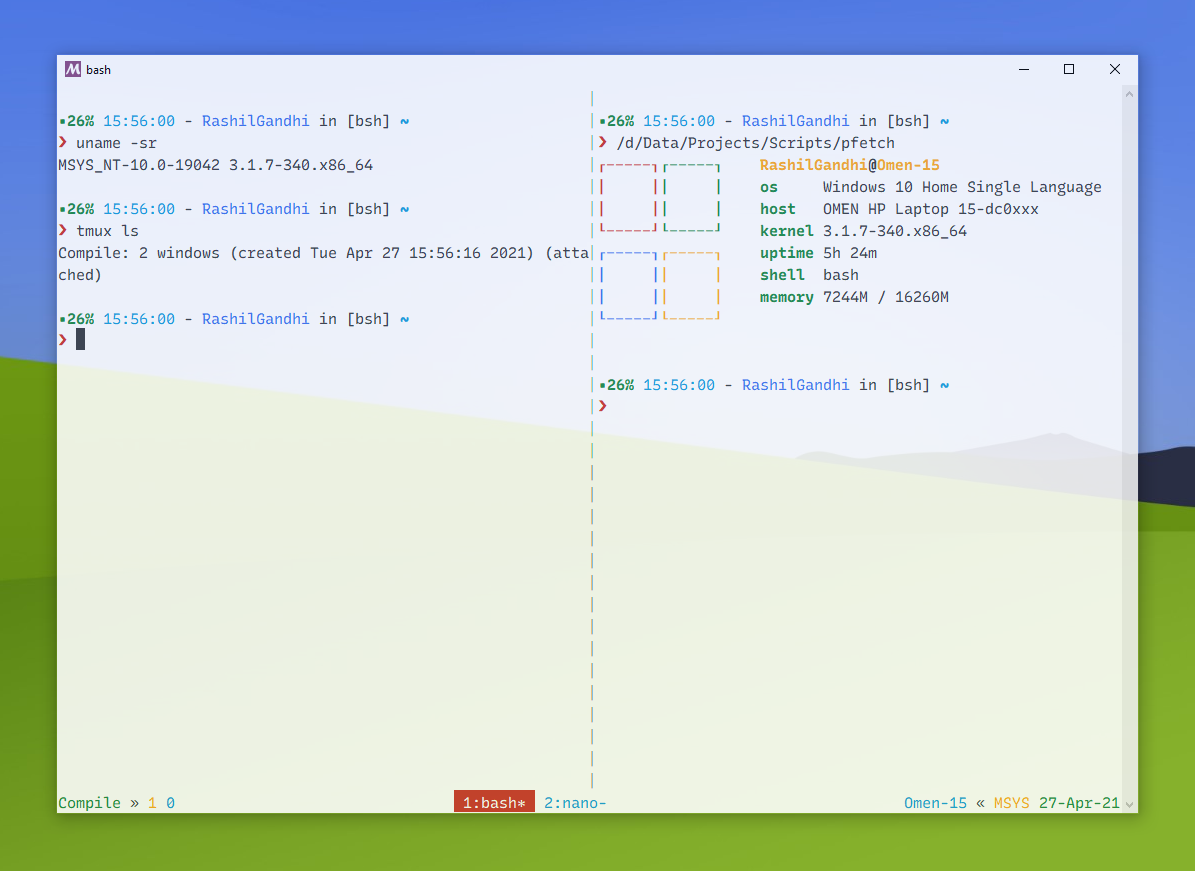 bash
▪26% 15:56:00 - RashilGandhi in [bsh] ~
❯ uname -sr
MSYS_NT-10.0-19042 3.1.7-340.x86_64
▪26% 15:56:00 - RashilGandhi in [bsh] ~
❯ tmux ls
Compile: 2 windows (created Tue Apr 27 15:56:16 2021) (atta
ched)
▪26% 15:56:00 - RashilGandhi in [bsh] ~
❯
▪26% 15:56:00 - RashilGandhi in [bsh] ~
❯ /d/Data/Projects/Scripts/pfetch
RashilGandhi@Omen-15
os Windows 10 Home Single Language
host OMEN HP Laptop 15-dc0xxx
kernel 3.1.7-340.x86_64
uptime 5h 24m
shell bash
memory 7244M / 16260M
▪26% 15:56:00 - RashilGandhi in [bsh] ~
❯
Compile » 1 0 1:bash* 2:nano- Omen-15 « MSYS 27-Apr-21